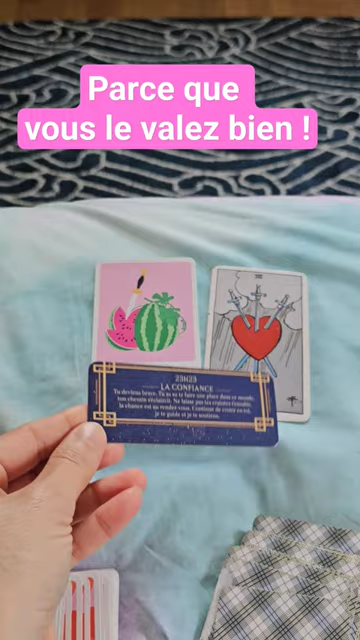 Parce que
vous le valez bien !
III
23H23
LA CONFIANCE
Tu deviens brave. Tu as su te faire une place dans ce monde,
ton chemin s'éclaircit. Ne laisse pas tes craintes t'envahir,
la chance est au rendez-vous. Continue de croire en toi,
je te guide et je te soutiens.